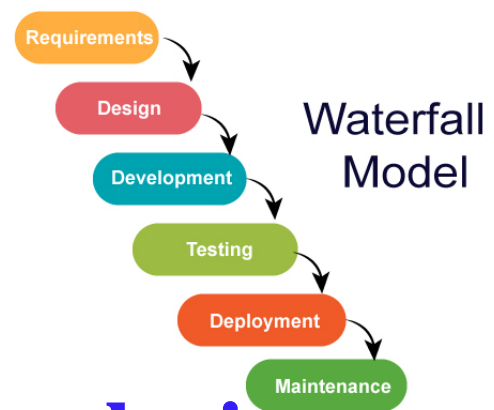 Requirements
Design
Waterfall
Model
Development
Testing
Deployment
Maintenance